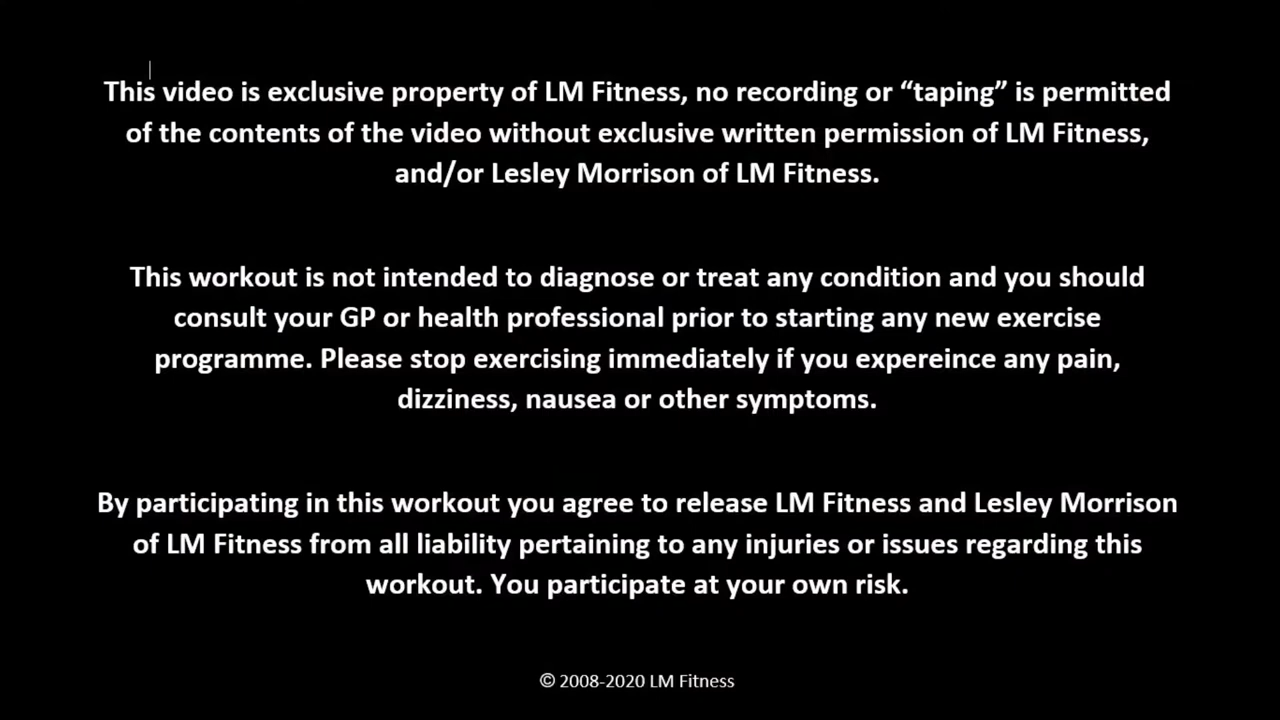 This video is exclusive property of LM Fitness, no recording or “taping” is permitted
of the contents of the video without exclusive written permission of LM Fitness,
and/or Lesley Morrison of LM Fitness.
This workout is not intended to diagnose or treat any condition and you should
consult your GP or health professional prior to starting any new exercise
programme. Please stop exercising immediately if you expereince any pain,
dizziness, nausea or other symptoms.
By participating in this workout you agree to release LM Fitness and Lesley Morrison
of LM Fitness from all liability pertaining to any injuries or issues regarding this
workout. You participate at your own risk.
© 2008-2020 LM Fitness